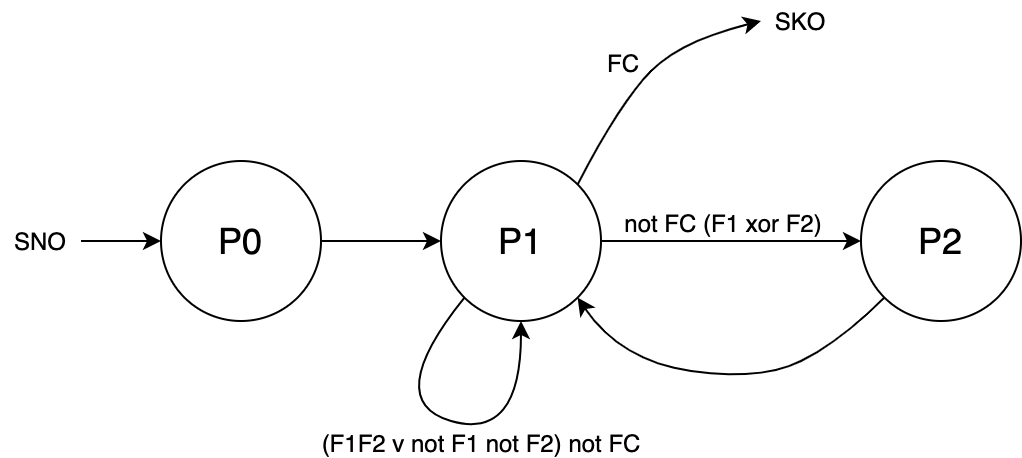 SKO
FC
not FC (F1 xor F2)
SNO
P0
P1
P2
(F1F2 v not F1 not F2) not FC